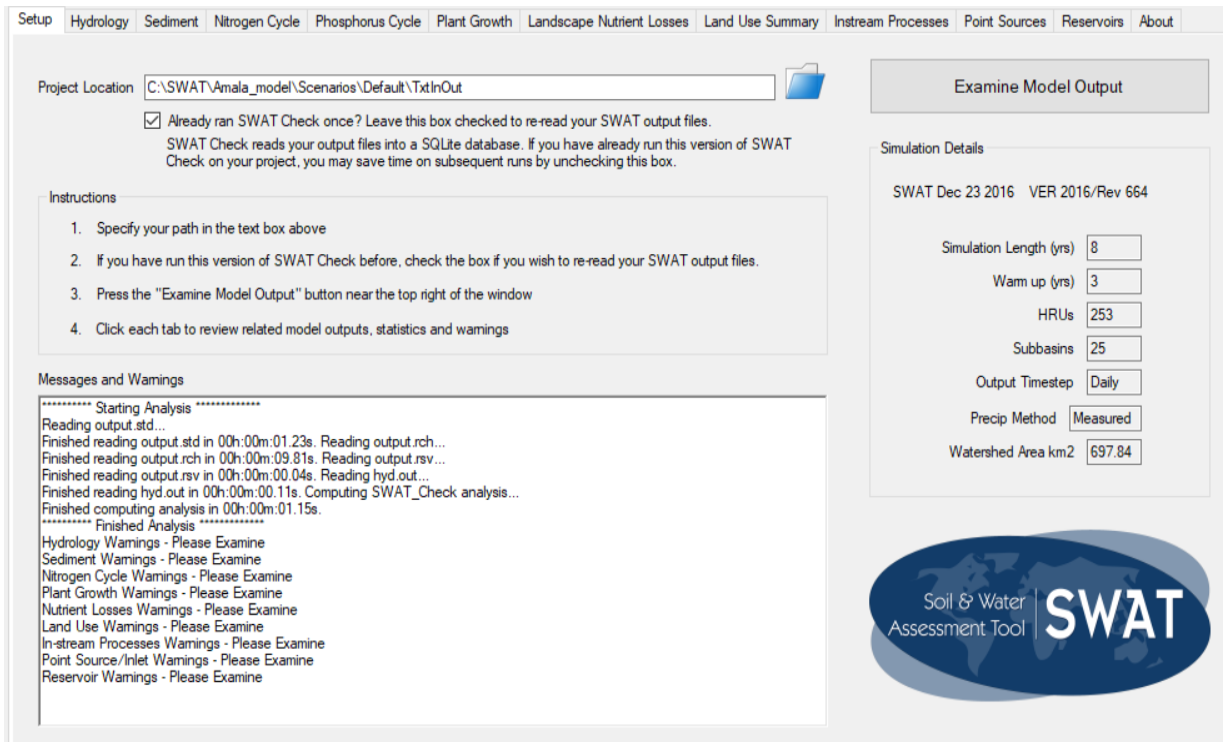 Setup Hydrology Sediment Nitrogen Cycle Phosphorus Cycle Plant Growth Landscape Nutrient Losses Land Use Summary Instream Processes Point Sources Reservoirs About
Project Location C:\SWAT\Amala_model\Scenarios\Default\TxtInOut
Already ran SWAT Check once? Leave this box checked to re-read your SWAT output files.
SWAT Check reads your output files into a SQLite database. If you have already run this version of SWAT
Check on your project, you may save time on subsequent runs by unchecking this box.
Instructions
1. Specify your path in the text box above
2. If you have run this version of SWAT Check before, check the box if you wish to re-read your SWAT output files.
3. Press the "Examine Model Output" button near the top right of the window
4. Click each tab to review related model outputs, statistics and warnings
Messages and Warnings
********** Starting Analysis *************
Reading output.std...
Finished reading output.std in 00h:00m:01.23s. Reading output.rch...
Finished reading output.rch in 00h:00m:09.81s. Reading output.rsv...
Finished reading output.rsv in 00h:00m:00.04s. Reading hyd.out...
Finished reading hyd.out in 00h:00m:00.11s. Computing SWAT_Check analysis...
Finished computing analysis in 00h:00m:01.15s.
********** Finished Analysis *************
Hydrology Warnings - Please Examine
Sediment Warnings - Please Examine
Nitrogen Cycle Warnings - Please Examine
Plant Growth Warnings - Please Examine
Nutrient Losses Warnings - Please Examine
Land Use Warnings - Please Examine
In-stream Processes Warnings - Please Examine
Point Source/Inlet Warnings - Please Examine
Reservoir Warnings - Please Examine
Examine Model Output
Simulation Details
SWAT Dec 23 2016 VER 2016/Rev 664
Simulation Length (yrs) 8
Warm up (yrs) 3
HRUs 253
Subbasins 25
Output Timestep Daily
Precip Method Measured
Watershed Area km2 697.84
Soil & Water
Assessment Tool
SWAT